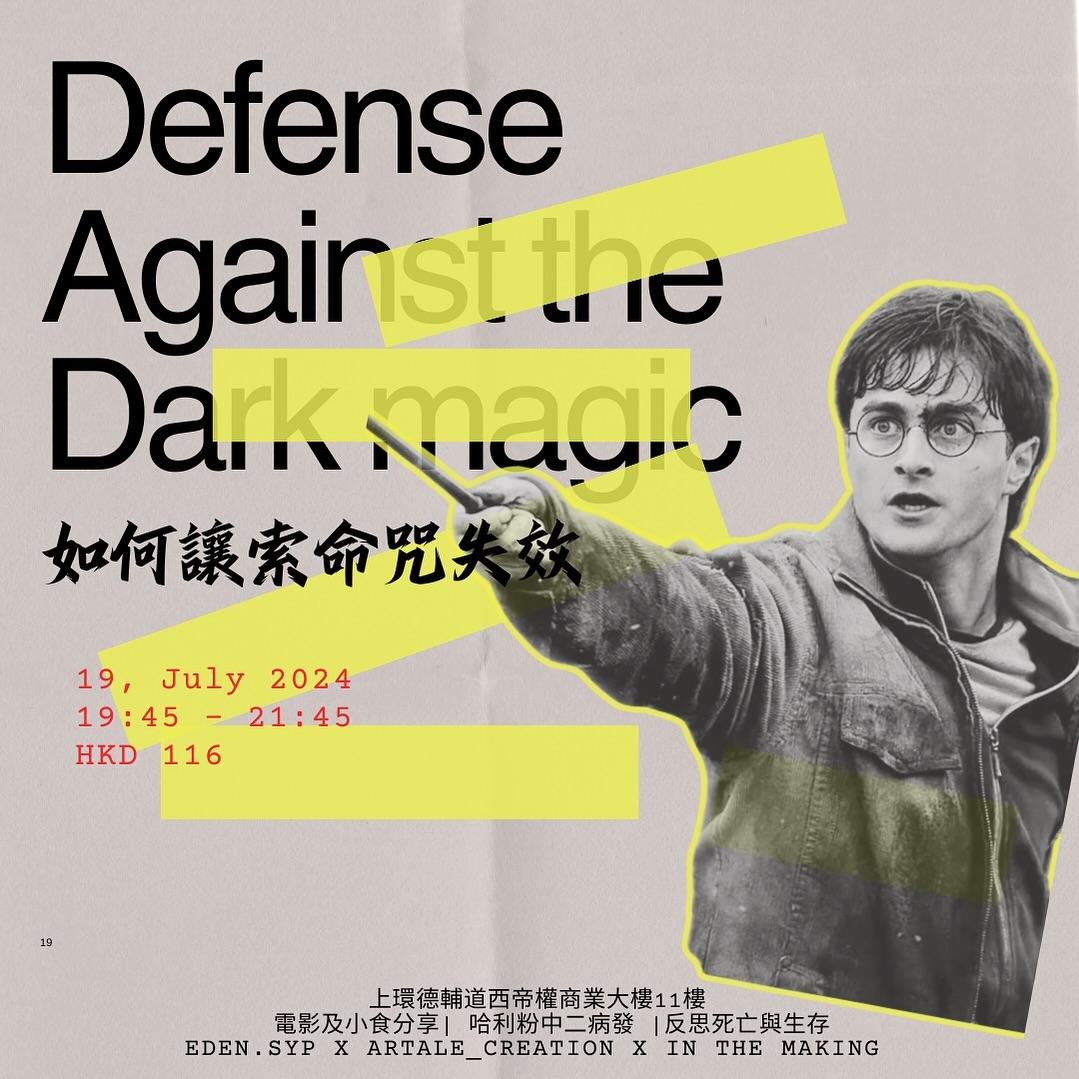 Defense
Against the
Dark magic
如何讓索命咒失效
19, July 2024
19:45 – 21:45
HKD 116
19
上環德輔道西帝權商業大樓11樓
電影及小食分享| 哈利粉中二病發 |反思死亡與生存
EDEN.SYP X ARTALE_CREATION X IN THE MAKING